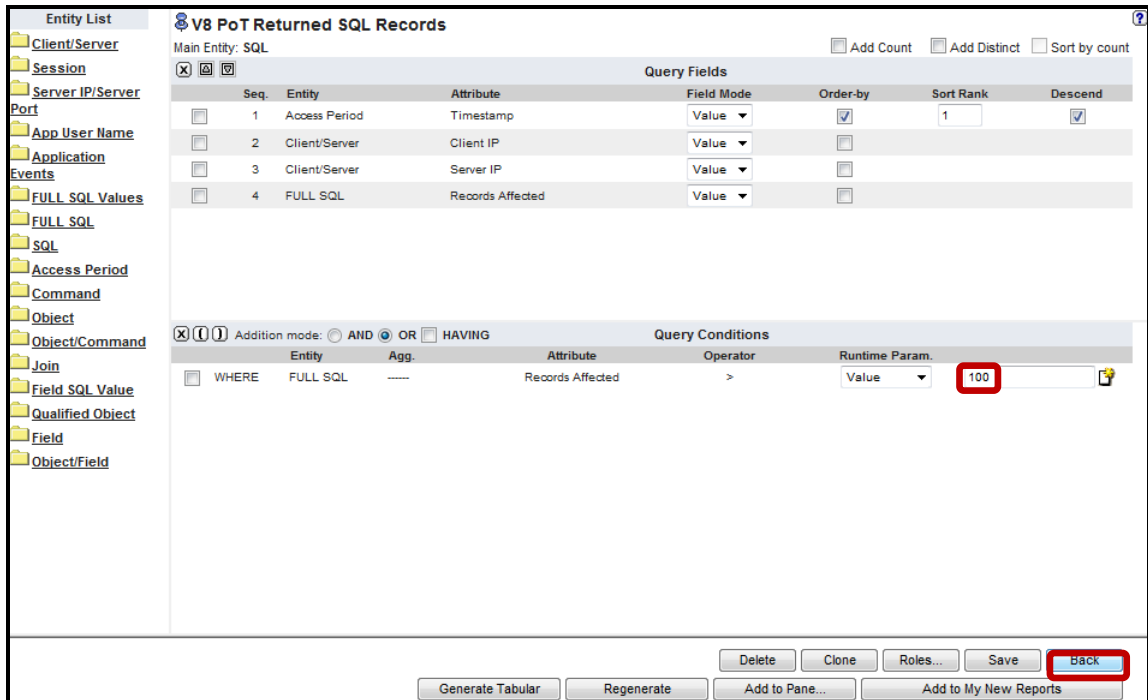 Entity List
Client/Server
Session
Server IP/Server
Port
App User Name
Application
Events
FULL SQL Values
FULL SQL
SQL
Access Period
Command
Object
Object/Command
Join
Field SQL Value
Qualified Object
Field
Object/Field
V8 PoT Returned SQL Records
?
Main Entity: SQL Add Count Add Distinct Sort by count
X Query Fields
Seq. Entity Attribute Field Mode Order-by Sort Rank Descend
1 Access Period Timestamp Value 1
2 Client/Server Client IP Value
3 Client/Server Server IP Value
4 FULL SQL Records Affected Value
X ( ) Addition mode: AND OR HAVING Query Conditions
Entity Agg. Attribute Operator Runtime Param.
WHERE FULL SQL ------ Records Affected > Value 100
Delete Clone Roles... Save Back
Generate Tabular Regenerate Add to Pane... Add to My New Reports